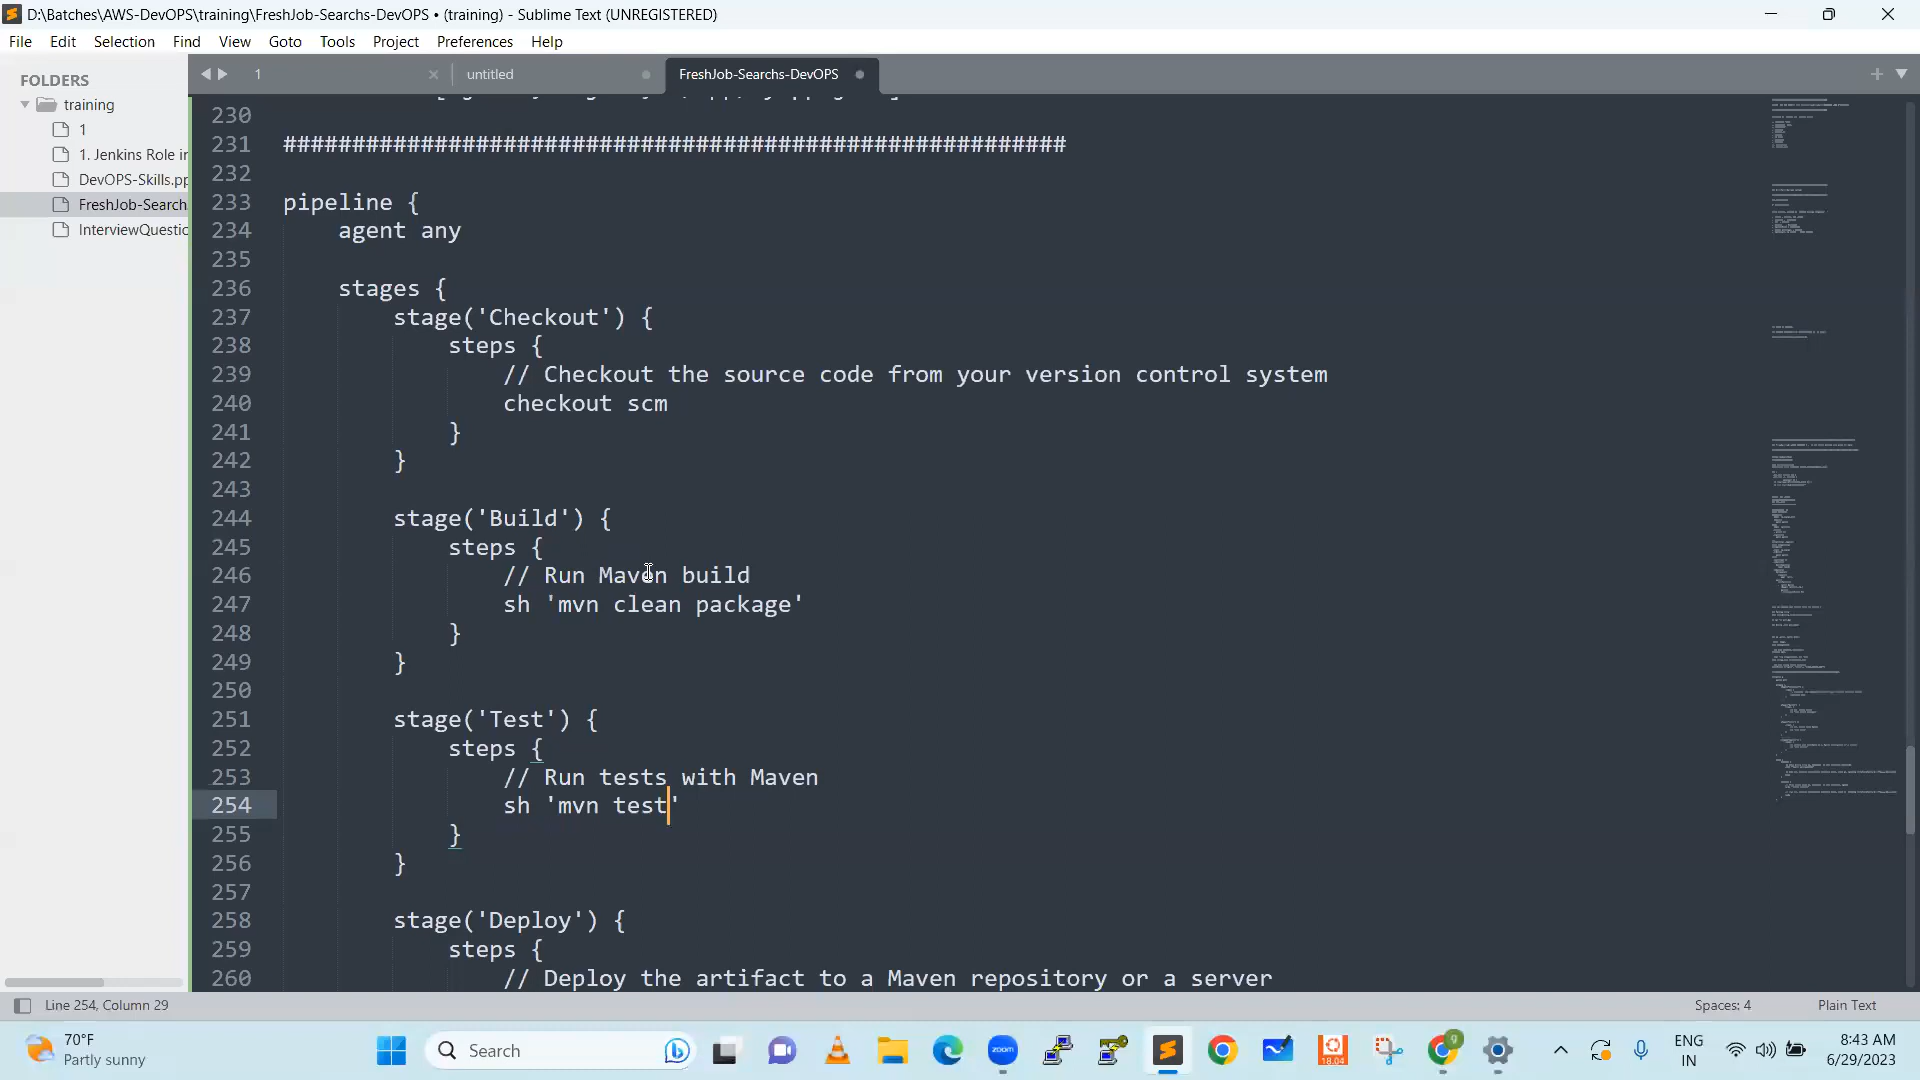 D:\Batches\AWS-DevOPS\training\FreshJob-Searchs-DevOPS • (training) - Sublime Text (UNREGISTERED)
File Edit Selection Find View Goto Tools Project Preferences Help
FOLDERS
training
1
1. Jenkins Role in
DevOPS-Skills.pp
FreshJob-Search
InterviewQuestic
1 untitled FreshJob-Searchs-DevOPS
230
231 #########################################################
232
233 pipeline {
234 agent any
235
236 stages {
237 stage('Checkout') {
238 steps {
239 // Checkout the source code from your version control system
240 checkout scm
241 }
242 }
243
244 stage('Build') {
245 steps {
246 // Run Maven build
247 sh 'mvn clean package'
248 }
249 }
250
251 stage('Test') {
252 steps {
253 // Run tests with Maven
254 sh 'mvn test'
255 }
256 }
257
258 stage('Deploy') {
259 steps {
260 // Deploy the artifact to a Maven repository or a server
Line 254, Column 29 Spaces: 4 Plain Text
70°F
Partly sunny
Search
zoom
18.04
9
ENG
IN
8:43 AM
6/29/2023